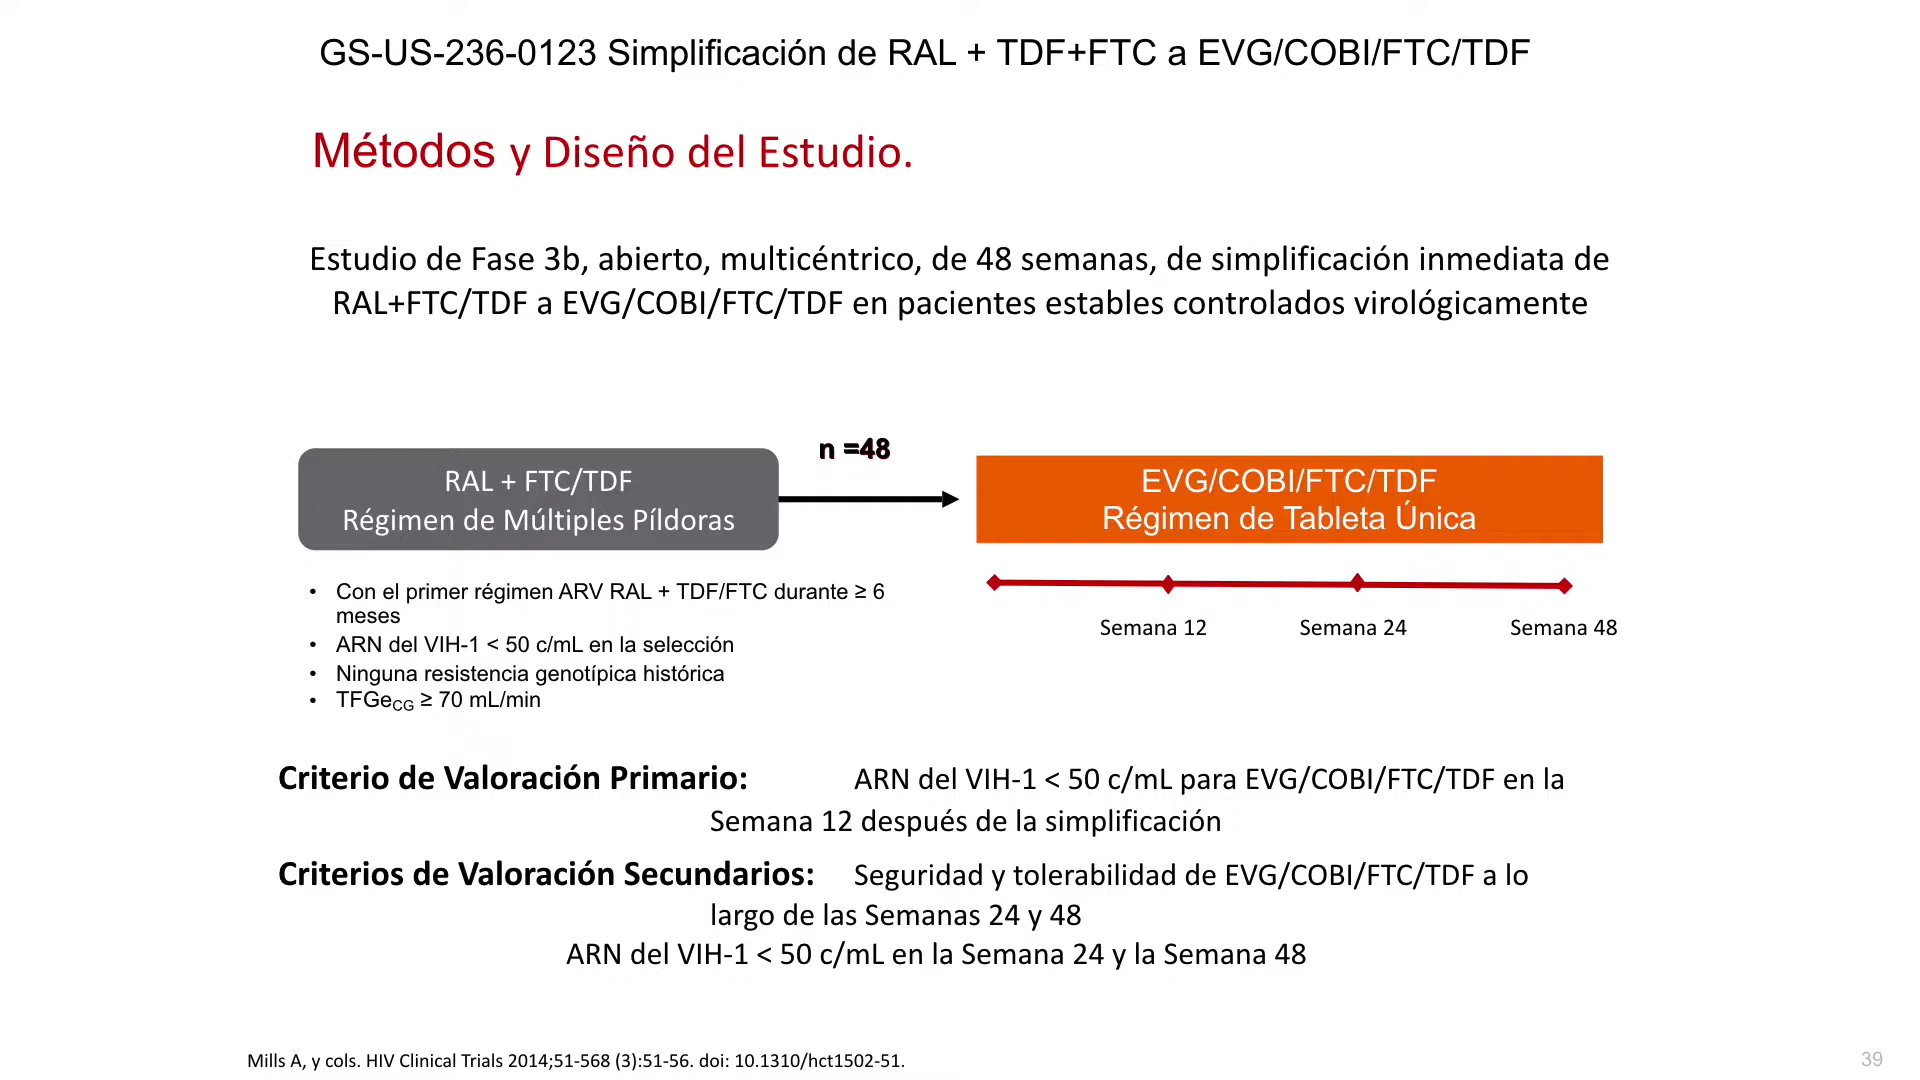 GS-US-236-0123 Simplificación de RAL + TDF+FTC a EVG/COBI/FTC/TDF
Métodos y Diseño del Estudio.
Estudio de Fase 3b, abierto, multicéntrico, de 48 semanas, de simplificación inmediata de
RAL+FTC/TDF a EVG/COBI/FTC/TDF en pacientes estables controlados virológicamente
n =48
RAL + FTC/TDF
Régimen de Múltiples Píldoras
EVG/COBI/FTC/TDF
Régimen de Tableta Única
• Con el primer régimen ARV RAL + TDF/FTC durante ≥ 6
meses
• ARN del VIH-1 < 50 c/mL en la selección
• Ninguna resistencia genotípica histórica
• TFGeCG ≥ 70 mL/min
Semana 12 Semana 24 Semana 48
Criterio de Valoración Primario: ARN del VIH-1 < 50 c/mL para EVG/COBI/FTC/TDF en la
Semana 12 después de la simplificación
Criterios de Valoración Secundarios: Seguridad y tolerabilidad de EVG/COBI/FTC/TDF a lo
largo de las Semanas 24 y 48
ARN del VIH-1 < 50 c/mL en la Semana 24 y la Semana 48
Mills A, y cols. HIV Clinical Trials 2014;51-568 (3):51-56. doi: 10.1310/hct1502-51.
39